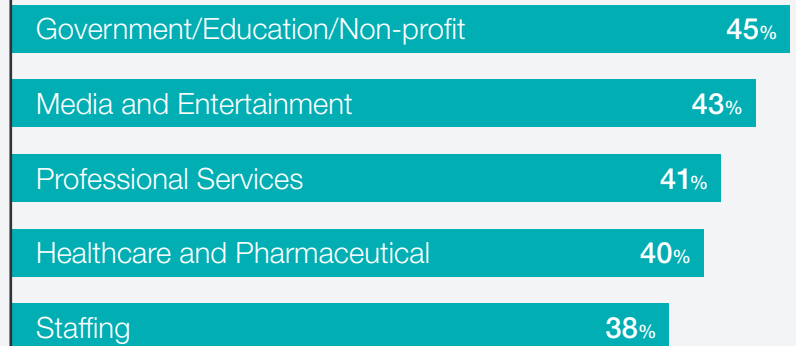 Government/Education/Non-profit 45%
Media and Entertainment 43%
Professional Services 41%
Healthcare and Pharmaceutical 40%
Staffing 38%